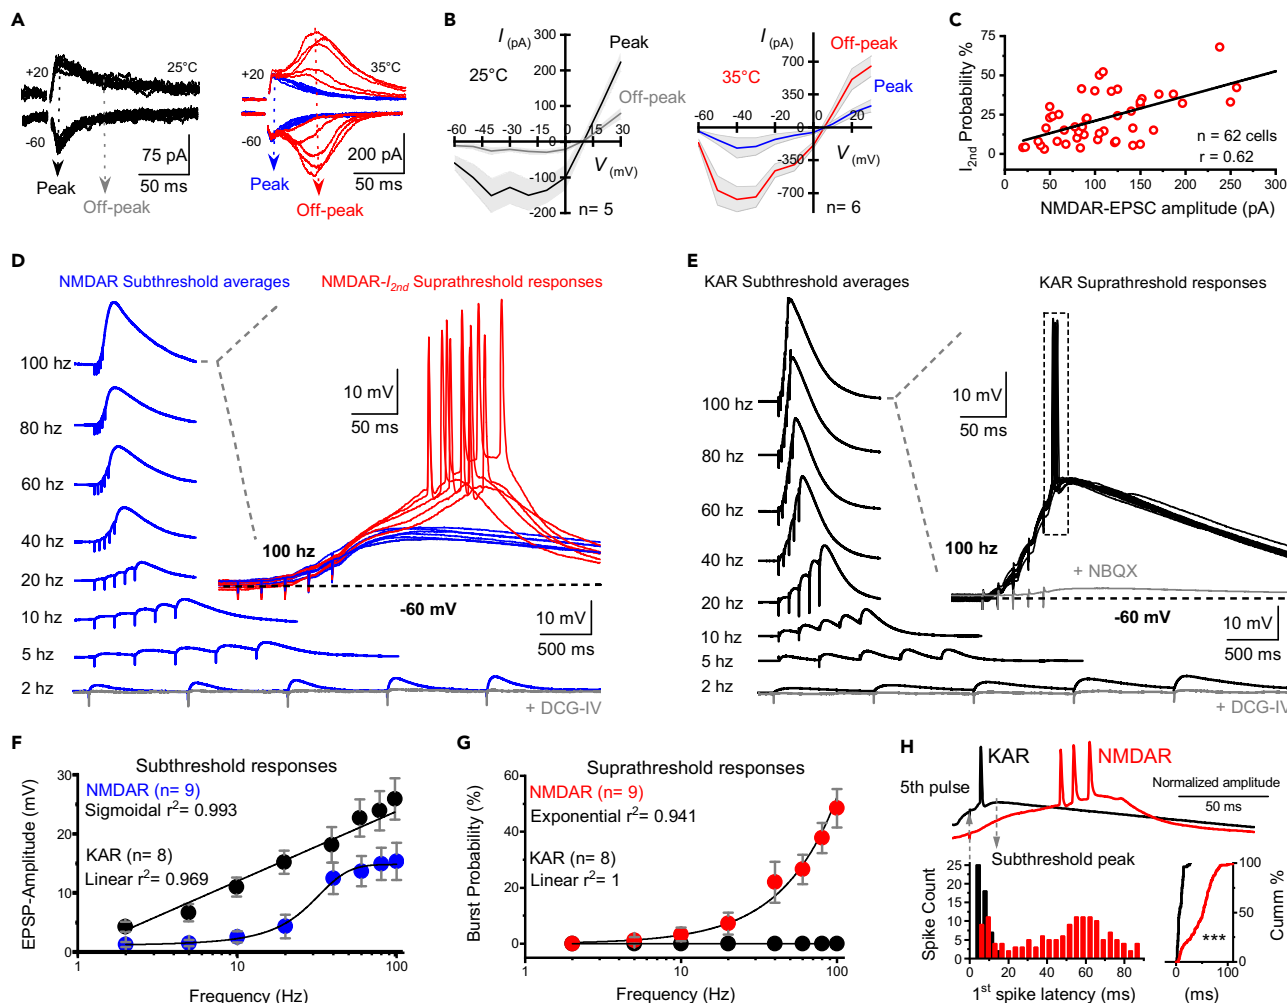 A
+20
25°C
-60
75 pA
50 ms
Peak
Off-peak
+20
35°C
-60
200 pA
50 ms
Peak
Off-peak
B
I (pA)
300
200
100
0
-100
-200
25°C
Peak
Off-peak
-60 -45 -30 -15 0 15 30
V (mV)
n= 5
I (pA)
700
350
0
-350
-700
35°C
Off-peak
Peak
-60 -40 -20 0 20
V (mV)
n= 6
C
I2nd Probability %
75
50
25
0
n = 62 cells
r = 0.62
0 50 100 150 200 250 300
NMDAR-EPSC amplitude (pA)
D
NMDAR Subthreshold averages
NMDAR-I2nd Suprathreshold responses
100 hz
80 hz
60 hz
40 hz
20 hz
10 hz
5 hz
2 hz
10 mV
50 ms
100 hz
-60 mV
10 mV
500 ms
+ DCG-IV
E
KAR Subthreshold averages
KAR Suprathreshold responses
100 hz
80 hz
60 hz
40 hz
20 hz
10 hz
5 hz
2 hz
10 mV
50 ms
100 hz
+ NBQX
-60 mV
10 mV
500 ms
+ DCG-IV
F
Subthreshold responses
NMDAR (n= 9)
Sigmoidal r²= 0.993
KAR (n= 8)
Linear r²= 0.969
EPSP-Amplitude (mV)
30
20
10
0
1 10 100
Frequency (Hz)
G
Suprathreshold responses
NMDAR (n= 9)
Exponential r²= 0.941
KAR (n= 8)
Linear r²= 1
Burst Probability (%)
60
40
20
0
1 10 100
Frequency (Hz)
H
KAR
NMDAR
5th pulse
Normalized amplitude
50 ms
Subthreshold peak
Spike Count
25
20
15
10
5
0
0 20 40 60 80
1st spike latency (ms)
100
50
0
Cumm %
***
0 100
(ms)